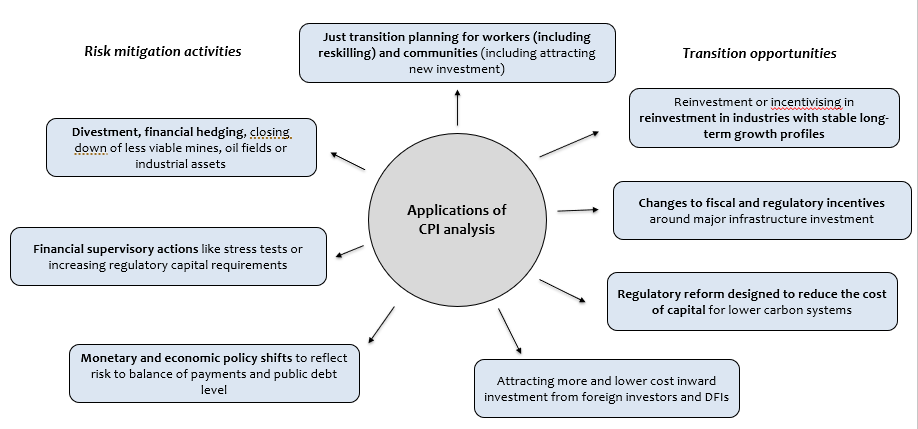 Risk mitigation activities
Just transition planning for workers (including
reskilling) and communities (including attracting
new investment)
Transition opportunities
Reinvestment or incentivising in
reinvestment in industries with stable long-
term growth profiles
Divestment, financial hedging, closing
down of less viable mines, oil fields or
industrial assets
Applications of
CPI analysis
Changes to fiscal and regulatory incentives
around major infrastructure investment
Financial supervisory actions like stress tests or
increasing regulatory capital requirements
Regulatory reform designed to reduce the cost
of capital for lower carbon systems
Monetary and economic policy shifts to reflect
risk to balance of payments and public debt
level
Attracting more and lower cost inward
investment from foreign investors and DFIs